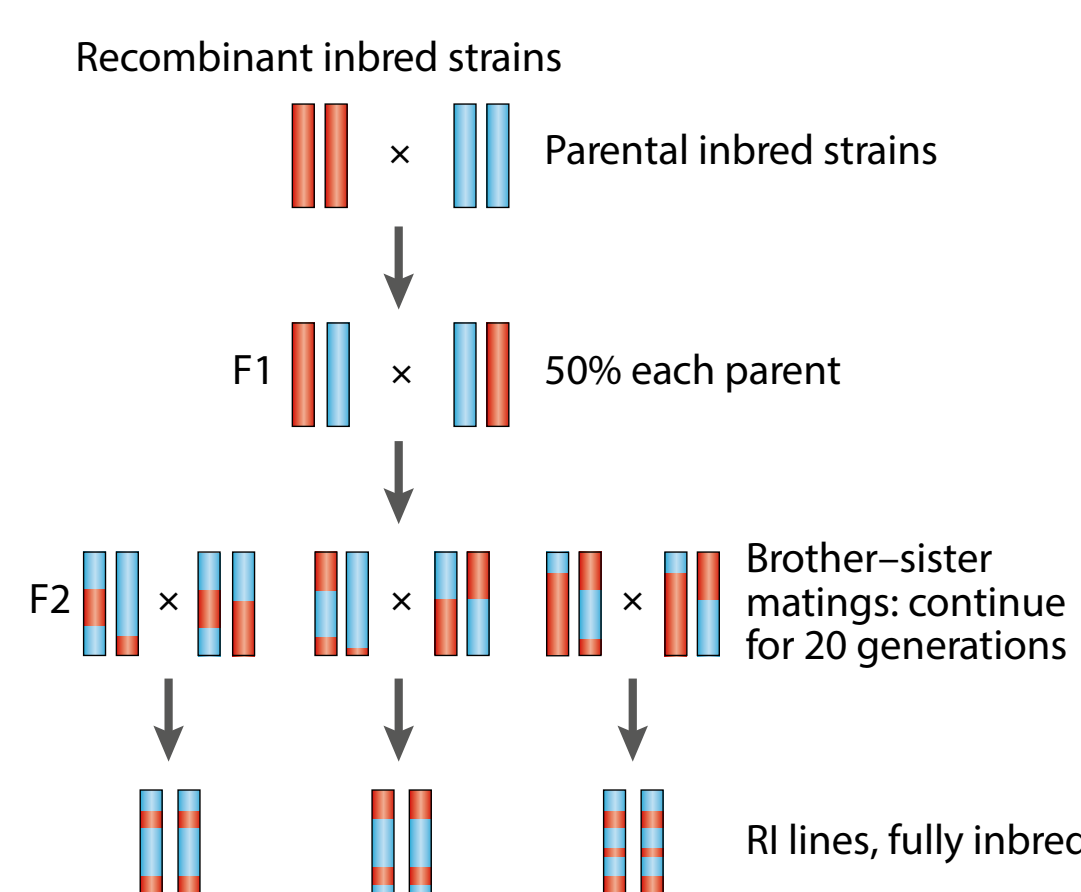 Recombinant inbred strains
×
Parental inbred strains
F1
×
50% each parent
F2
×
×
×
Brother–sister
matings: continue
for 20 generations
RI lines, fully inbred